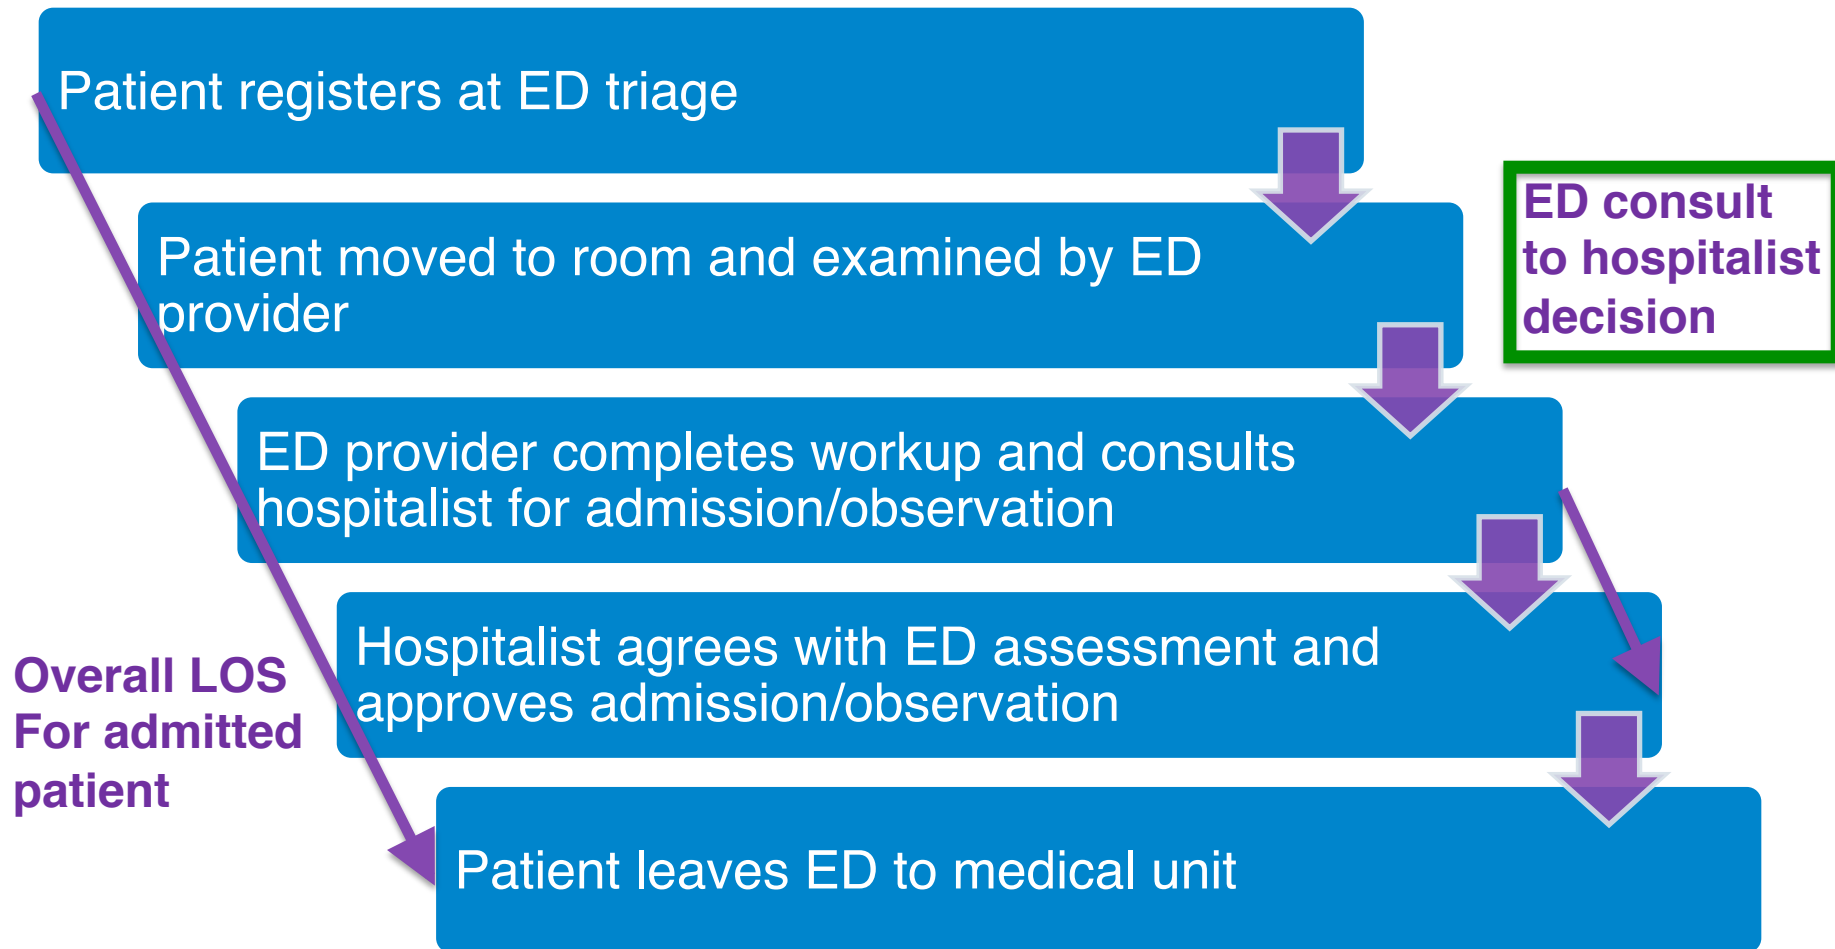 Patient registers at ED triage
Patient moved to room and examined by ED
provider
ED consult
to hospitalist
decision
ED provider completes workup and consults
hospitalist for admission/observation
Hospitalist agrees with ED assessment and
approves admission/observation
Overall LOS
For admitted
patient
Patient leaves ED to medical unit